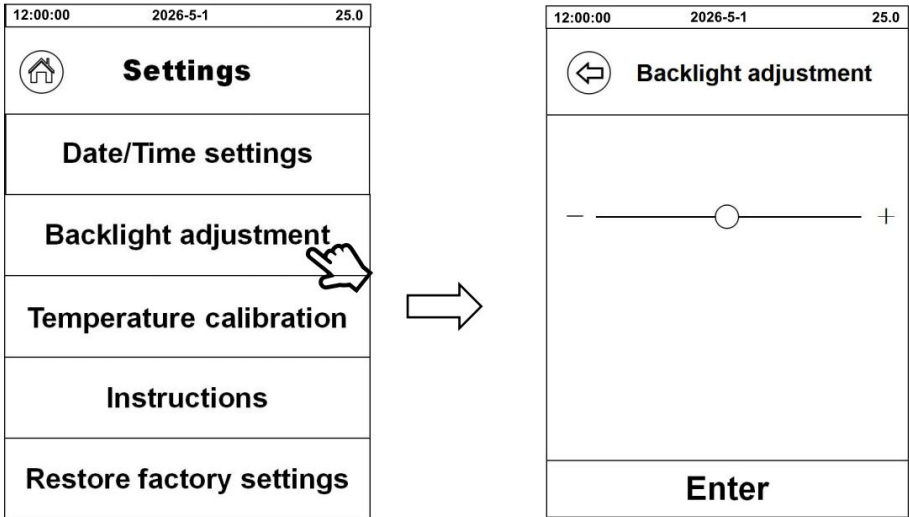 12:00:00 2026-5-1 25.0
Settings
Date/Time settings
Backlight adjustment
Temperature calibration
Instructions
Restore factory settings
12:00:00 2026-5-1 25.0
Backlight adjustment
− +
Enter